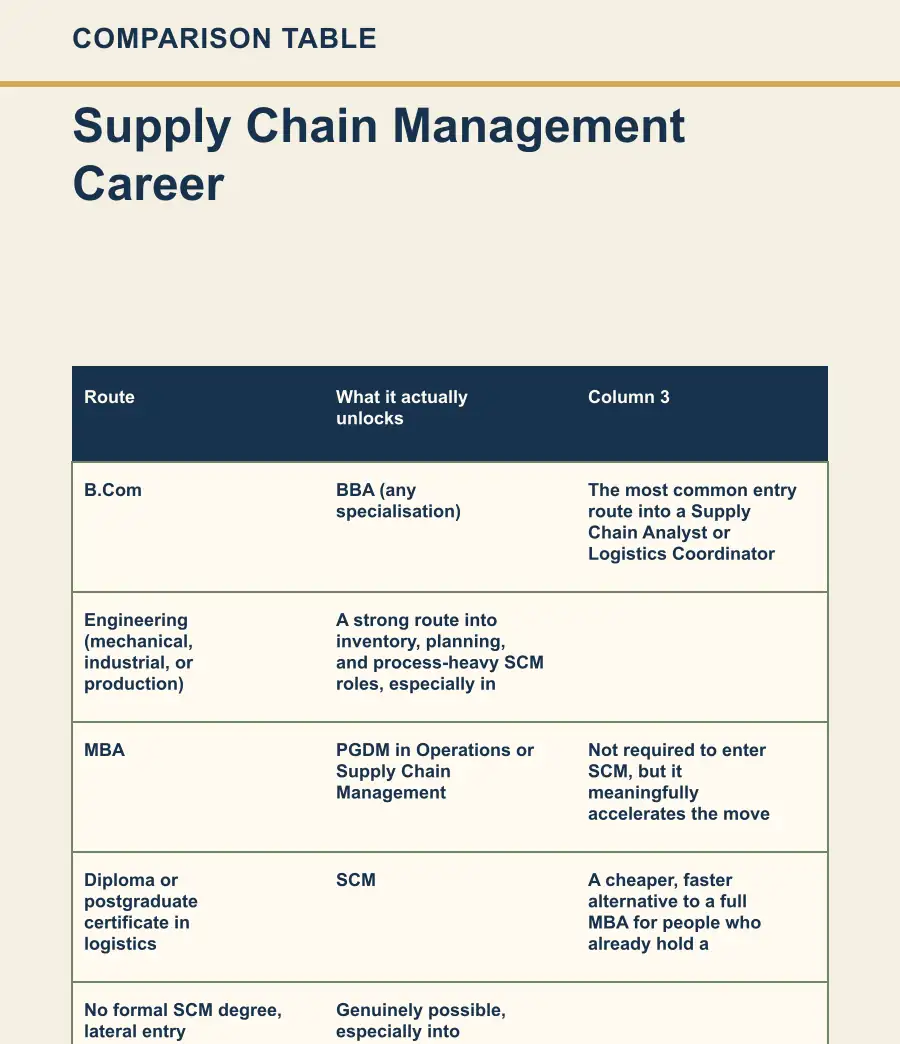 COMPARISON TABLE
Supply Chain Management
Career
Route
What it actually
unlocks
Column 3
B.Com
BBA (any
specialisation)
The most common entry
route into a Supply
Chain Analyst or
Logistics Coordinator
Engineering
(mechanical,
industrial, or
production)
A strong route into
inventory, planning,
and process-heavy SCM
roles, especially in
MBA
PGDM in Operations or
Supply Chain
Management
Not required to enter
SCM, but it
meaningfully
accelerates the move
Diploma or
postgraduate
certificate in
logistics
SCM
A cheaper, faster
alternative to a full
MBA for people who
already hold a
No formal SCM degree,
lateral entry
Genuinely possible,
especially into